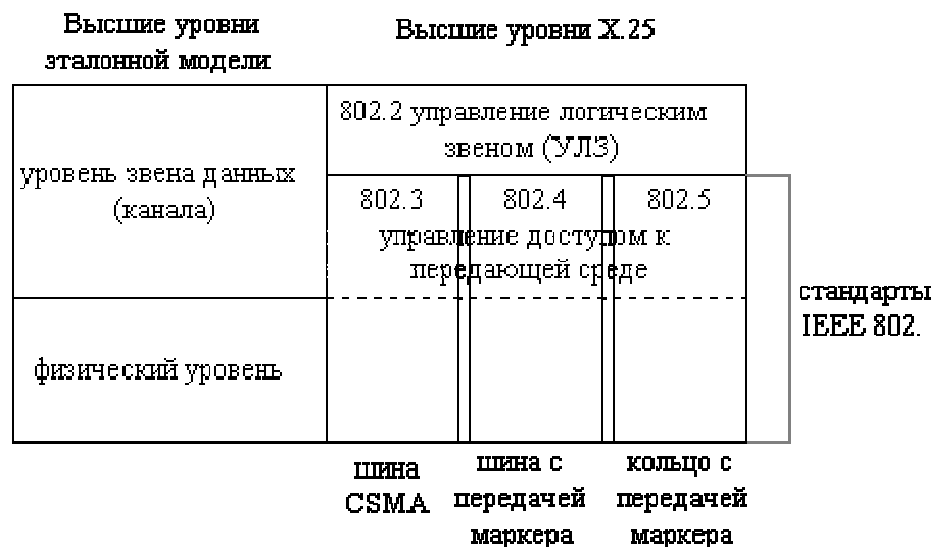 Высшие уровни
эталонной модели
Высшие уровни X.25
802.2 управление логическим
звеном (УЛЗ)
уровень звена данных
(канала)
802.3 802.4 802.5
управление доступом к
передающей среде
стандарты
IEEE 802.
физический уровень
шина
CSMA
шина с
передачей
маркера
кольцо с
передачей
маркера